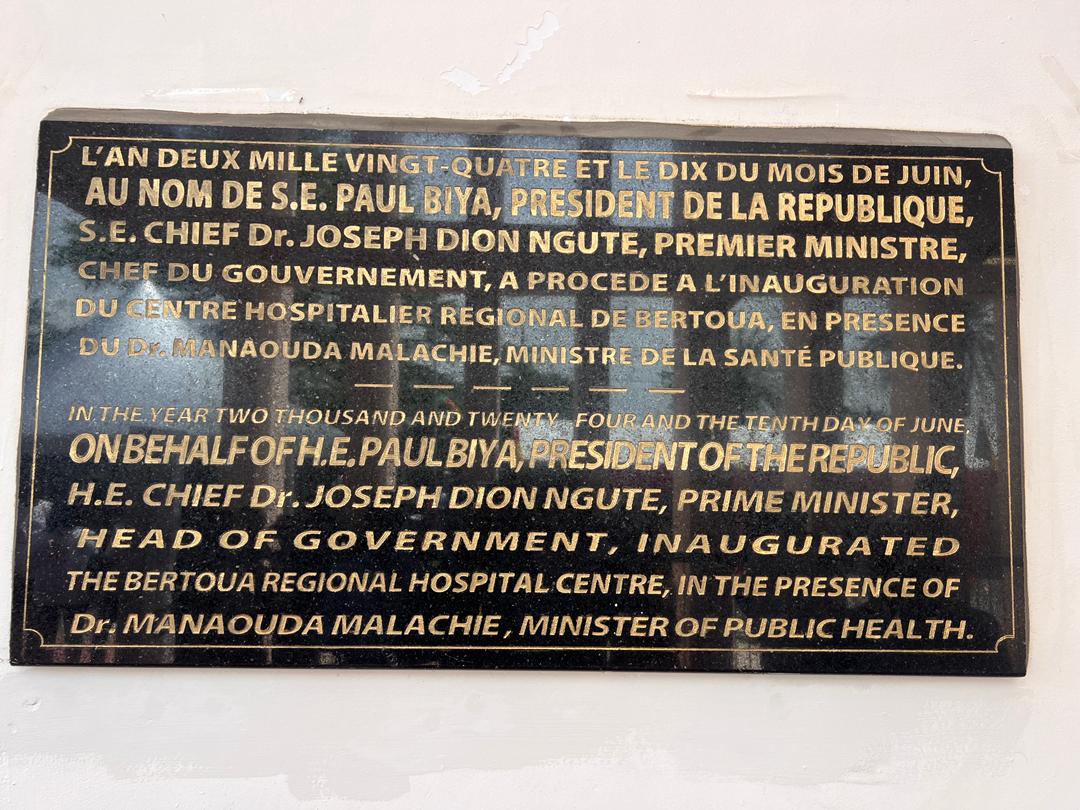 L'AN DEUX MILLE VINGT-QUATRE ET LE DIX DU MOIS DE JUIN,
AU NOM DE S.E. PAUL BIYA, PRESIDENT DE LA REPUBLIQUE,
S.E. CHIEF Dr. JOSEPH DION NGUTE, PREMIER MINISTRE,
CHEF DU GOUVERNEMENT, A PROCEDE A L'INAUGURATION
DU CENTRE HOSPITALIER REGIONAL DE BERTOUA, EN PRESENCE
DU Dr. MANAOUDA MALACHIE, MINISTRE DE LA SANTÉ PUBLIQUE.
— — — — — —
IN THE YEAR TWO THOUSAND AND TWENTY FOUR AND THE TENTH DAY OF JUNE,
ON BEHALF OF H.E. PAUL BIYA, PRESIDENT OF THE REPUBLIC,
H.E. CHIEF Dr. JOSEPH DION NGUTE, PRIME MINISTER,
HEAD OF GOVERNMENT, INAUGURATED
THE BERTOUA REGIONAL HOSPITAL CENTRE, IN THE PRESENCE OF
Dr. MANAOUDA MALACHIE, MINISTER OF PUBLIC HEALTH.